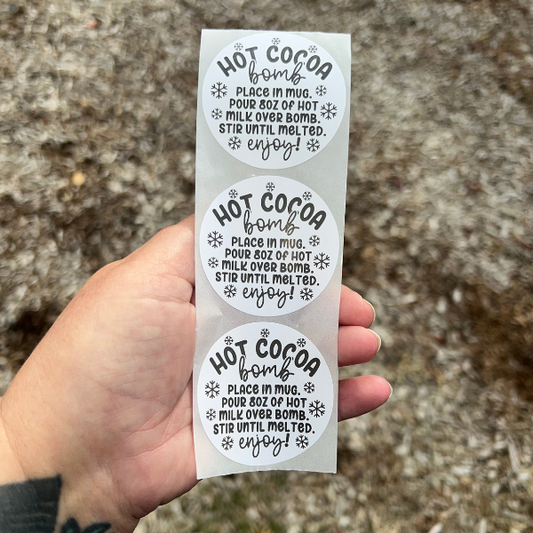 HOT COCOA
bomb
PLACE IN MUG.
POUR 8OZ OF HOT
MILK OVER BOMB.
STIR UNTIL MELTED.
enjoy!
HOT COCOA
bomb
PLACE IN MUG.
POUR 8OZ OF HOT
MILK OVER BOMB.
STIR UNTIL MELTED.
enjoy!
HOT COCOA
bomb
PLACE IN MUG.
POUR 8OZ OF HOT
MILK OVER BOMB.
STIR UNTIL MELTED.
enjoy!